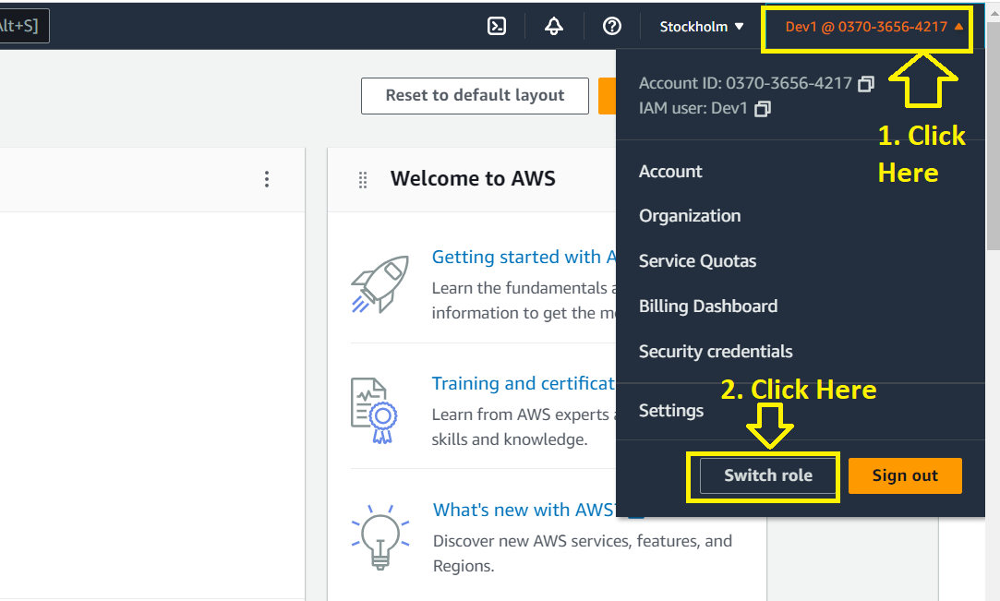 Alt+S]
Stockholm
Dev1 @ 0370-3656-4217
Account ID: 0370-3656-4217
IAM user: Dev1
1. Click
Here
Reset to default layout
Welcome to AWS
Account
Organization
Service Quotas
Billing Dashboard
Security credentials
2. Click Here
Settings
Switch role
Sign out
Getting started with A
Learn the fundamentals a
information to get the m
Training and certificat
Learn from AWS experts a
skills and knowledge.
What's new with AWS?
Discover new AWS services, features, and
Regions.